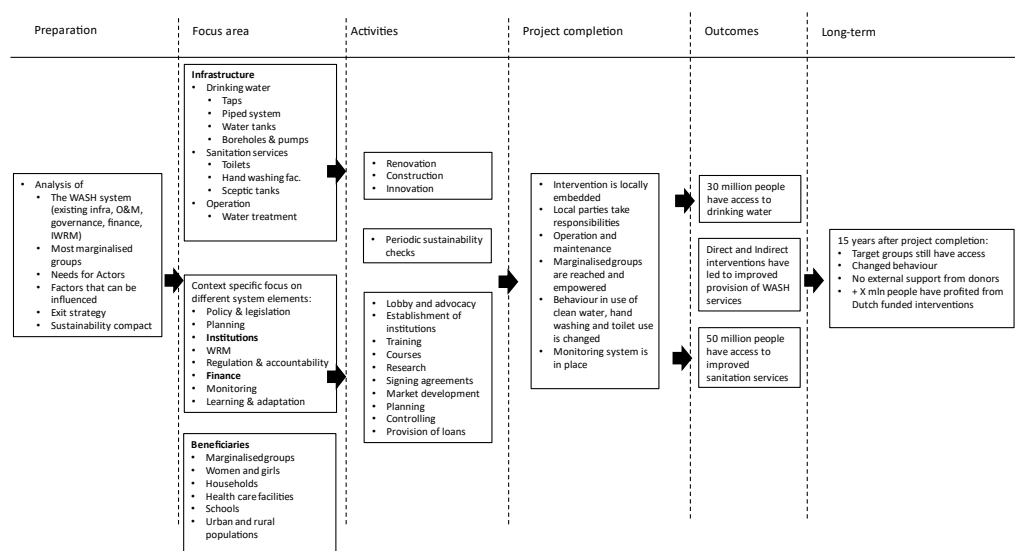 Preparation
Focus area
Activities
Project completion
Outcomes
Long-term
• Analysis of
• The WASH system
(existing infra, O&M,
governance, finance,
IWRM)
• Most marginalised
groups
• Needs for Actors
• Factors that can be
influenced
• Exit strategy
• Sustainability compact
Infrastructure
• Drinking water
• Taps
• Piped system
• Water tanks
• Boreholes & pumps
• Sanitation services
• Toilets
• Hand washing fac.
• Sceptic tanks
• Operation
• Water treatment
Context specific focus on
different system elements:
• Policy & legislation
• Planning
• Institutions
• WRM
• Regulation & accountability
• Finance
• Monitoring
• Learning & adaptation
Beneficiaries
• Marginalised groups
• Women and girls
• Households
• Health care facilities
• Schools
• Urban and rural
populations
• Renovation
• Construction
• Innovation
• Periodic sustainability
checks
• Lobby and advocacy
• Establishment of
institutions
• Training
• Courses
• Research
• Signing agreements
• Market development
• Planning
• Controlling
• Provision of loans
• Intervention is locally
embedded
• Local parties take
responsibilities
• Operation and
maintenance
• Marginalised groups
are reached and
empowered
• Behaviour in use of
clean water, hand
washing and toilet use
is changed
• Monitoring system is
in place
30 million people
have access to
drinking water
Direct and Indirect
interventions have
led to improved
provision of WASH
services
50 million people
have access to
improved
sanitation services
15 years after project completion:
• Target groups still have access
• Changed behaviour
• No external support from donors
• + X mln people have profited from
Dutch funded interventions